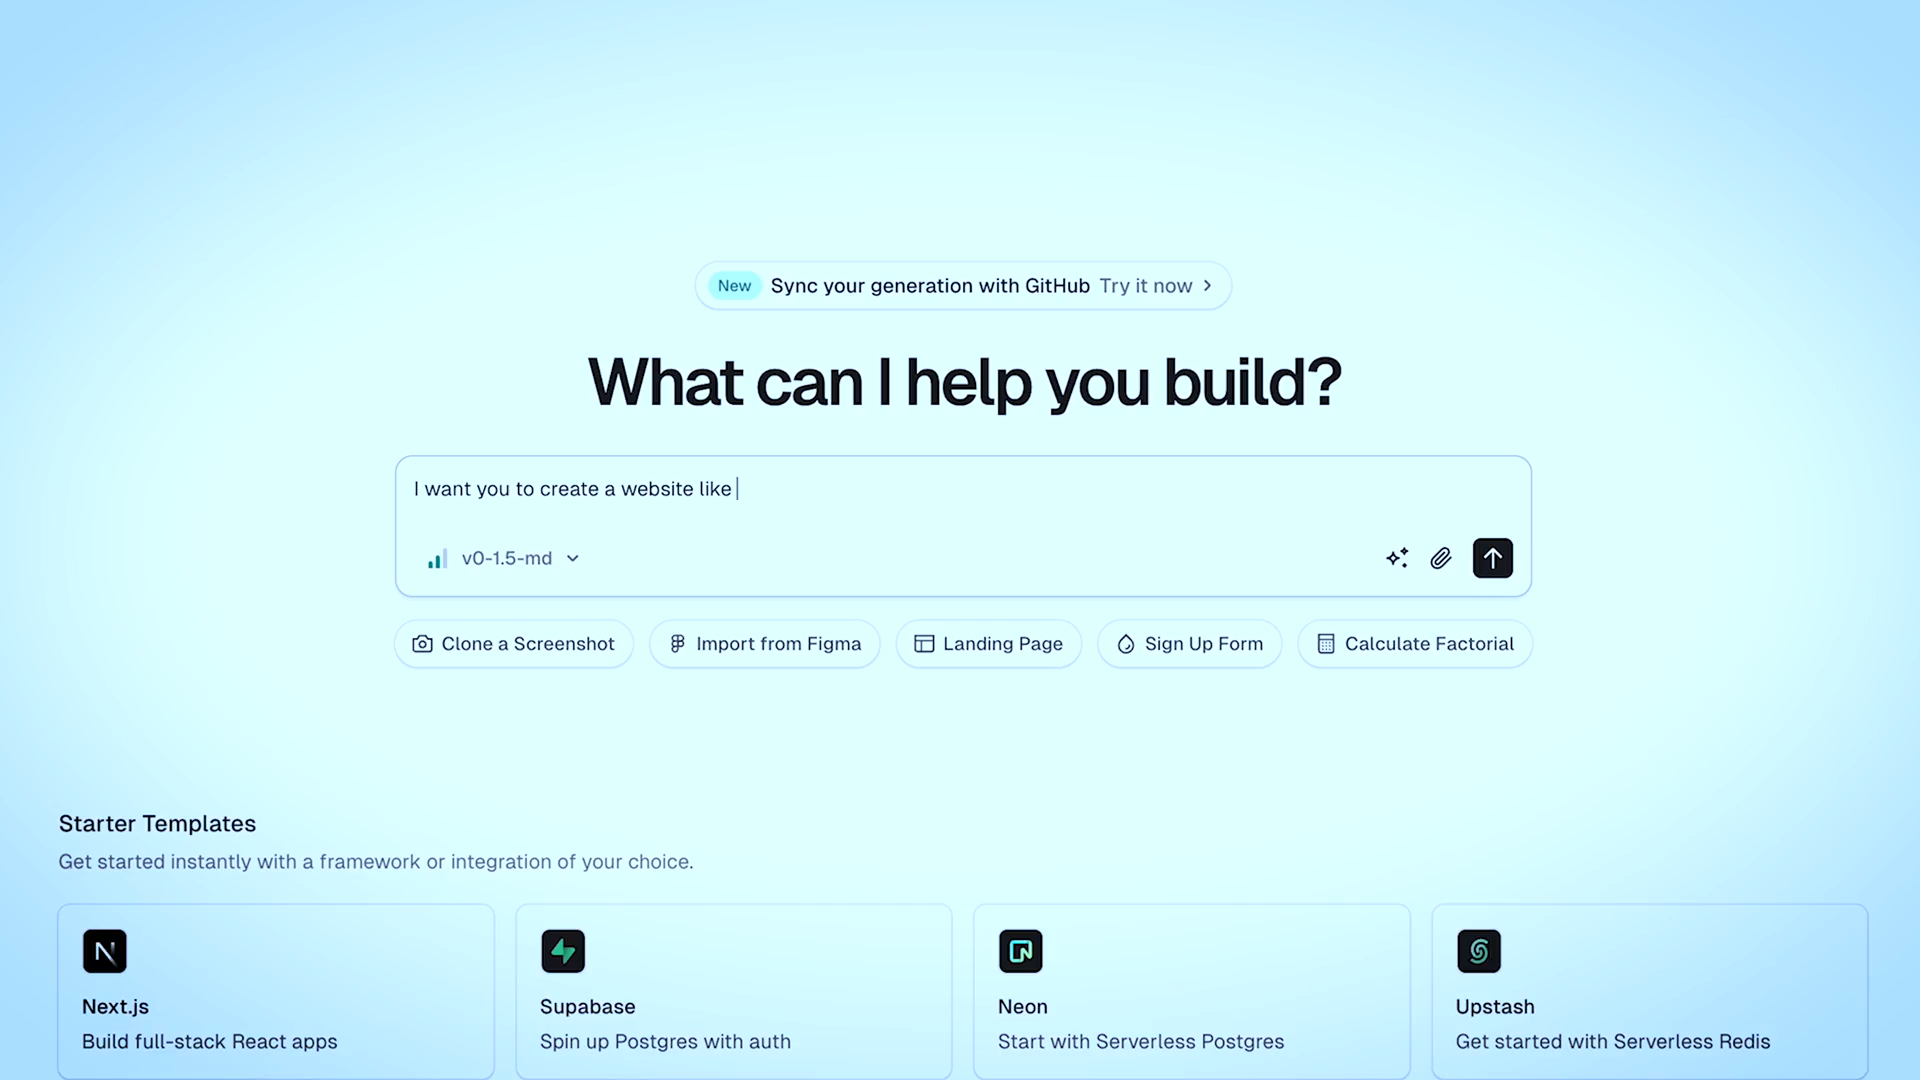 New Sync your generation with GitHub Try it now
What can I help you build?
I want you to create a website like
v0-1.5-md
Clone a Screenshot
Import from Figma
Landing Page
Sign Up Form
Calculate Factorial
Starter Templates
Get started instantly with a framework or integration of your choice.
Next.js
Build full-stack React apps
Supabase
Spin up Postgres with auth
Neon
Start with Serverless Postgres
Upstash
Get started with Serverless Redis